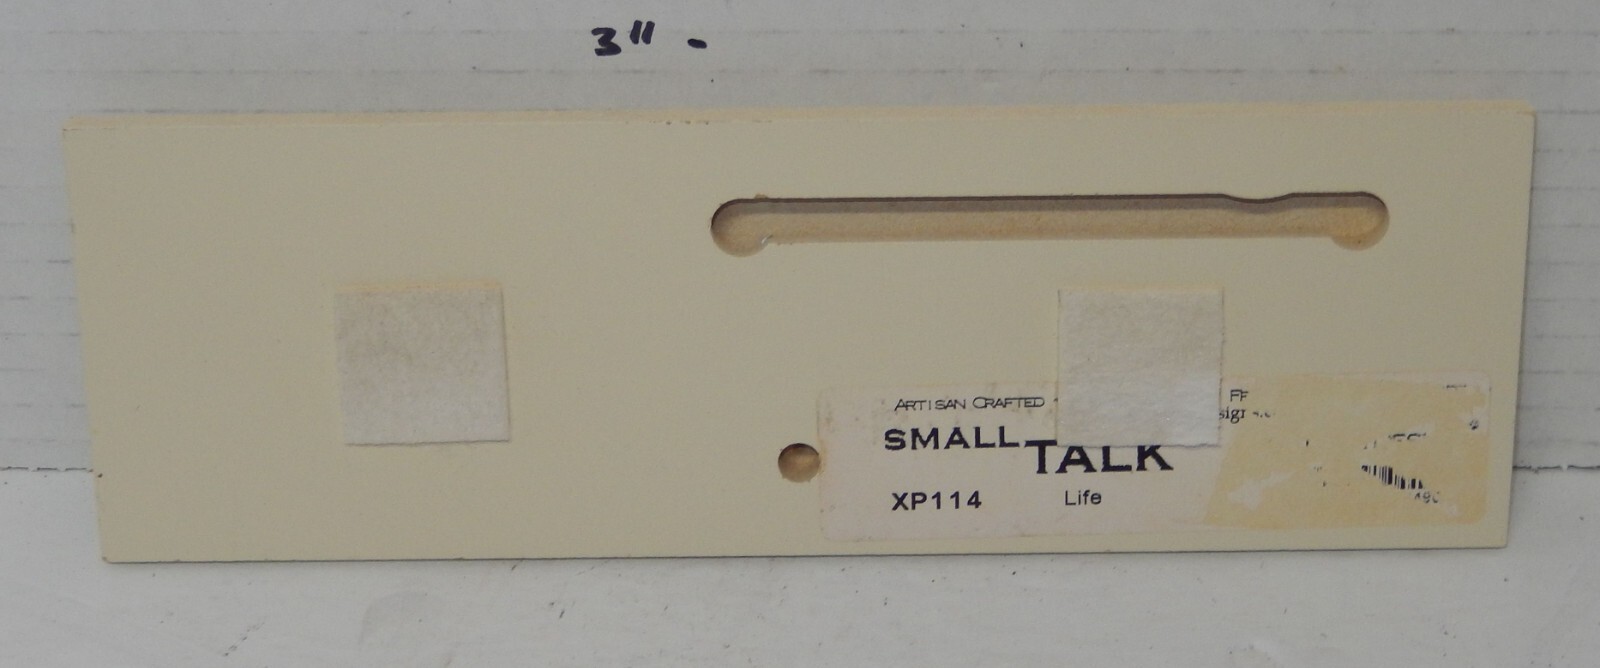 3" -
ARTISAN CRAFTED
SMALL TALK
XP114 Life